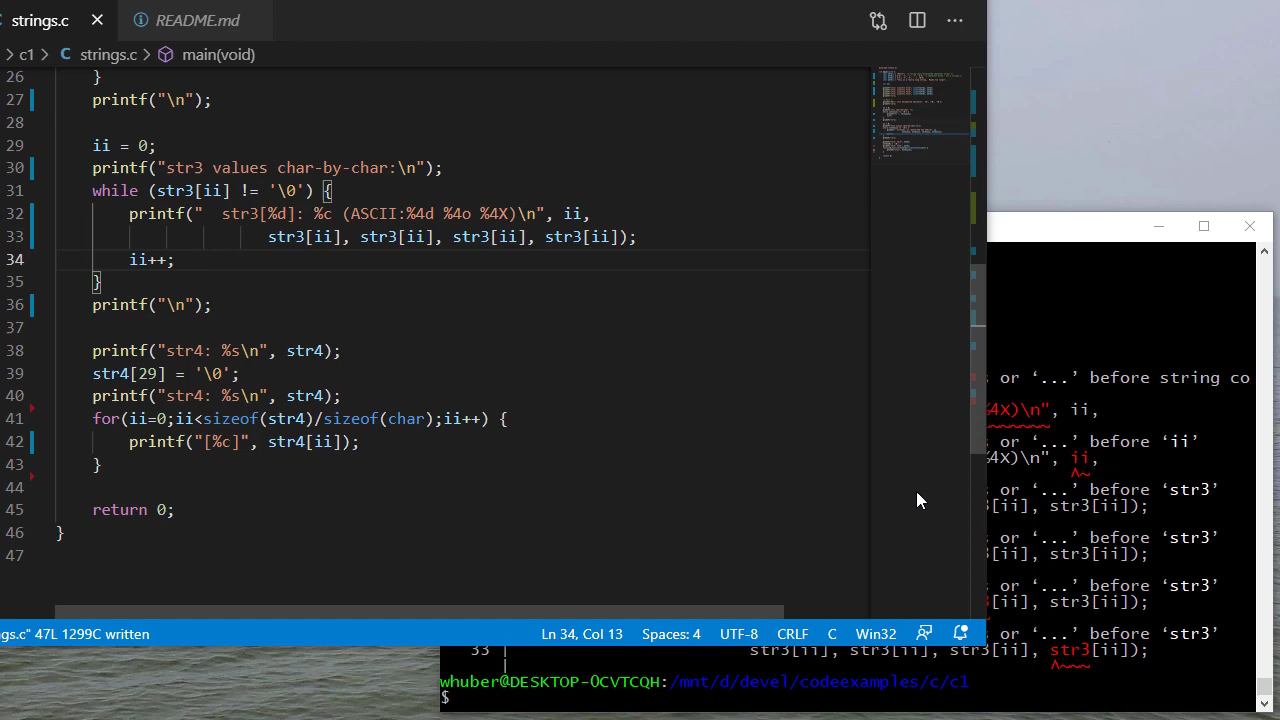 strings.c
README.md
c1 > C strings.c > main(void)
26 }
27 printf("\n");
28
29 ii = 0;
30 printf("str3 values char-by-char:\n");
31 while (str3[ii] != '\0') {
32 printf("  str3[%d]: %c (ASCII:%4d %4o %4X)\n", ii,
33 str3[ii], str3[ii], str3[ii], str3[ii]);
34 ii++;
35 }
36 printf("\n");
37
38 printf("str4: %s\n", str4);
39 str4[29] = '\0';
40 printf("str4: %s\n", str4);
41 for(ii=0;ii<sizeof(str4)/sizeof(char);ii++) {
42 printf("[%c]", str4[ii]);
43 }
44
45 return 0;
46 }
47
gs.c" 47L 1299C written
Ln 34, Col 13 Spaces: 4 UTF-8 CRLF C Win32
or ‘...’ before string co
4X)\n", ii,
~~~~~~~
or ‘...’ before ‘ii’
%4X)\n", ii,
^~
or ‘...’ before ‘str3’
[ii], str3[ii]);
or ‘...’ before ‘str3’
[ii], str3[ii]);
or ‘...’ before ‘str3’
[ii], str3[ii]);
or ‘...’ before ‘str3’
33 | str3[ii], str3[ii], str3[ii], str3[ii]);
| ^~~~
whuber@DESKTOP-0CVTCQH:/mnt/d/devel/codeexamples/c/c1
$